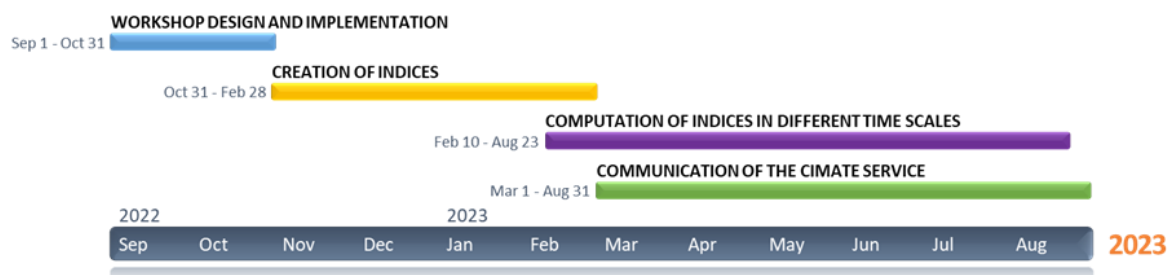 WORKSHOP DESIGN AND IMPLEMENTATION
Sep 1 - Oct 31
CREATION OF INDICES
Oct 31 - Feb 28
COMPUTATION OF INDICES IN DIFFERENT TIME SCALES
Feb 10 - Aug 23
COMMUNICATION OF THE CIMATE SERVICE
Mar 1 - Aug 31
2022 2023
Sep Oct Nov Dec Jan Feb Mar Apr May Jun Jul Aug 2023